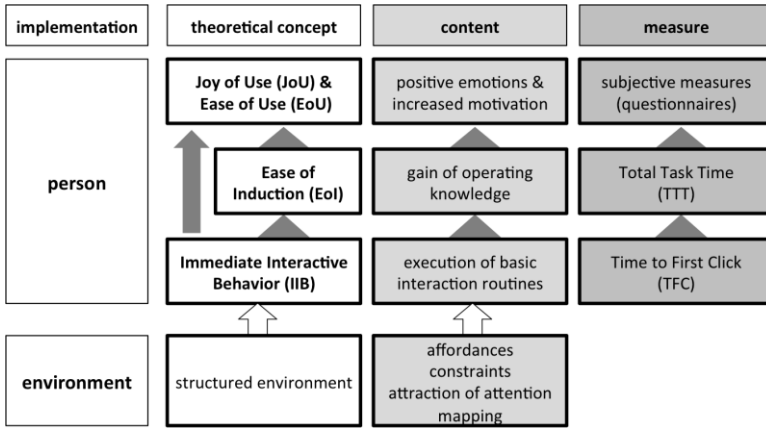 implementation
theoretical concept
content
measure
person
Joy of Use (JoU) &
Ease of Use (EoU)
positive emotions &
increased motivation
subjective measures
(questionnaires)
Ease of
Induction (EoI)
gain of operating
knowledge
Total Task Time
(TTT)
Immediate Interactive
Behavior (IIB)
execution of basic
interaction routines
Time to First Click
(TFC)
environment
structured environment
affordances
constraints
attraction of attention
mapping